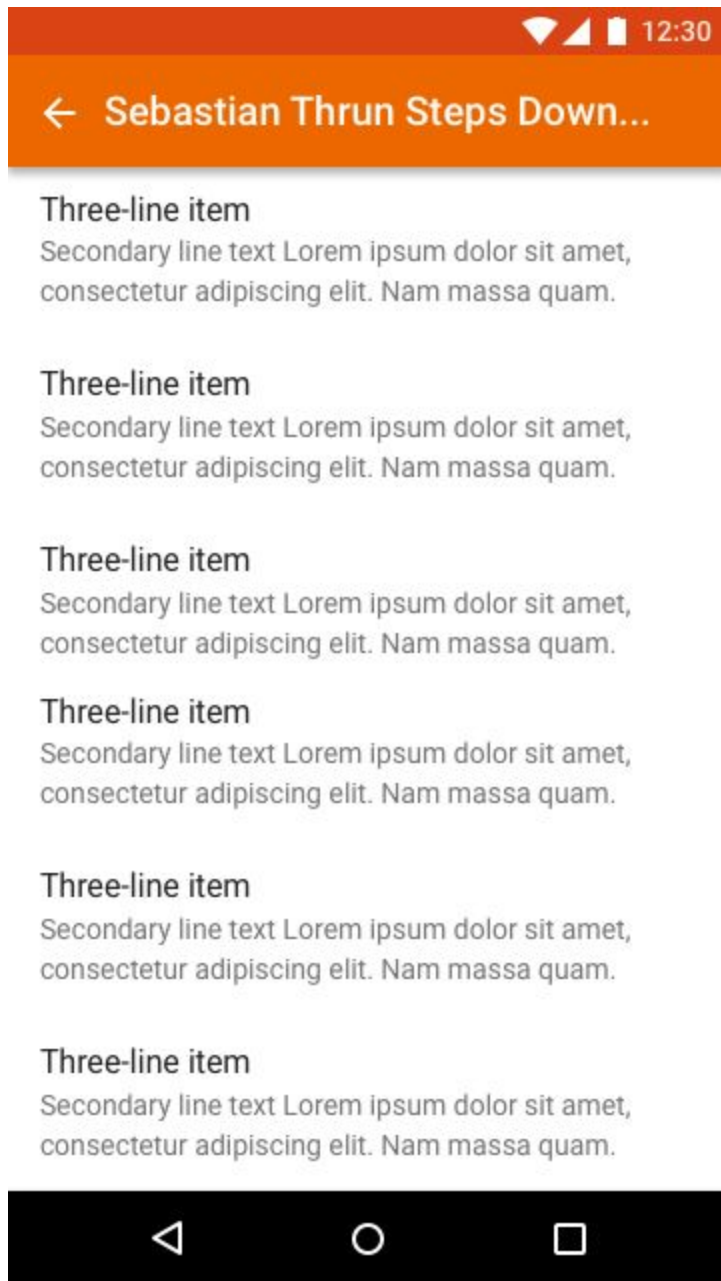 12:30
Sebastian Thrun Steps Down...
Three-line item
Secondary line text Lorem ipsum dolor sit amet,
consectetur adipiscing elit. Nam massa quam.
Three-line item
Secondary line text Lorem ipsum dolor sit amet,
consectetur adipiscing elit. Nam massa quam.
Three-line item
Secondary line text Lorem ipsum dolor sit amet,
consectetur adipiscing elit. Nam massa quam.
Three-line item
Secondary line text Lorem ipsum dolor sit amet,
consectetur adipiscing elit. Nam massa quam.
Three-line item
Secondary line text Lorem ipsum dolor sit amet,
consectetur adipiscing elit. Nam massa quam.
Three-line item
Secondary line text Lorem ipsum dolor sit amet,
consectetur adipiscing elit. Nam massa quam.